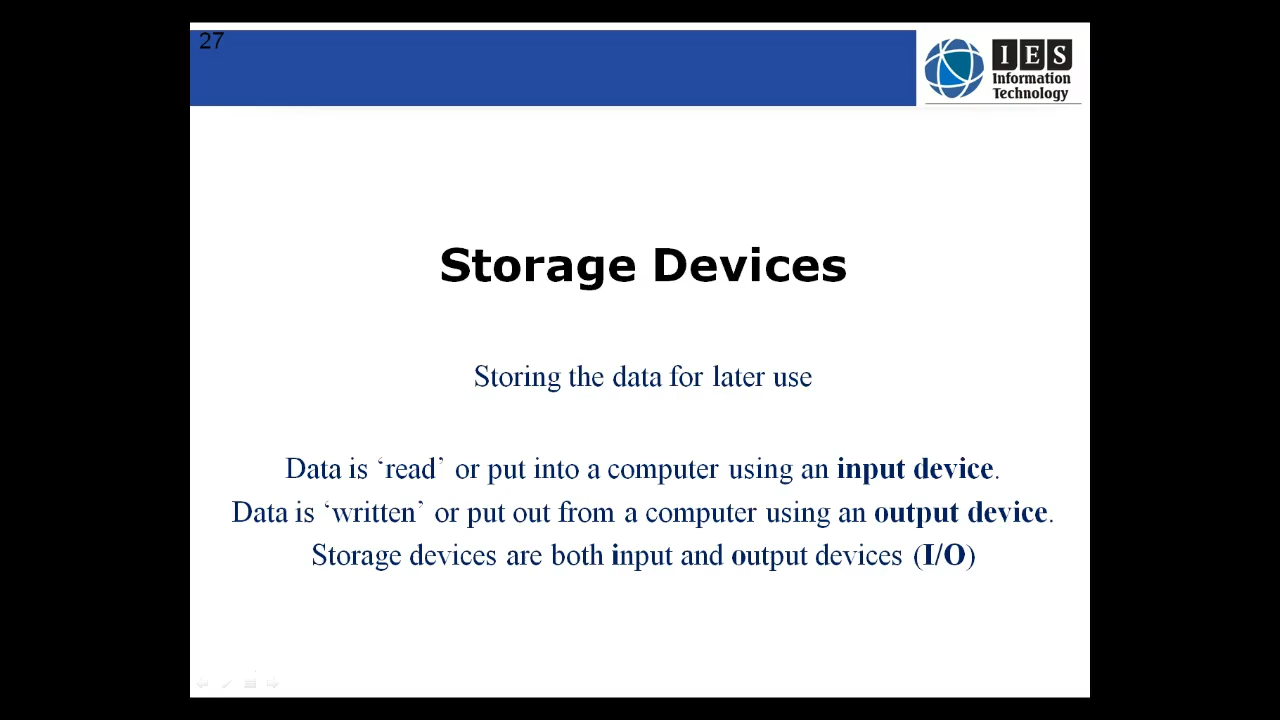 27
IES
Information
Technology
Storage Devices
Storing the data for later use
Data is ‘read’ or put into a computer using an input device.
Data is ‘written’ or put out from a computer using an output device.
Storage devices are both input and output devices (I/O)